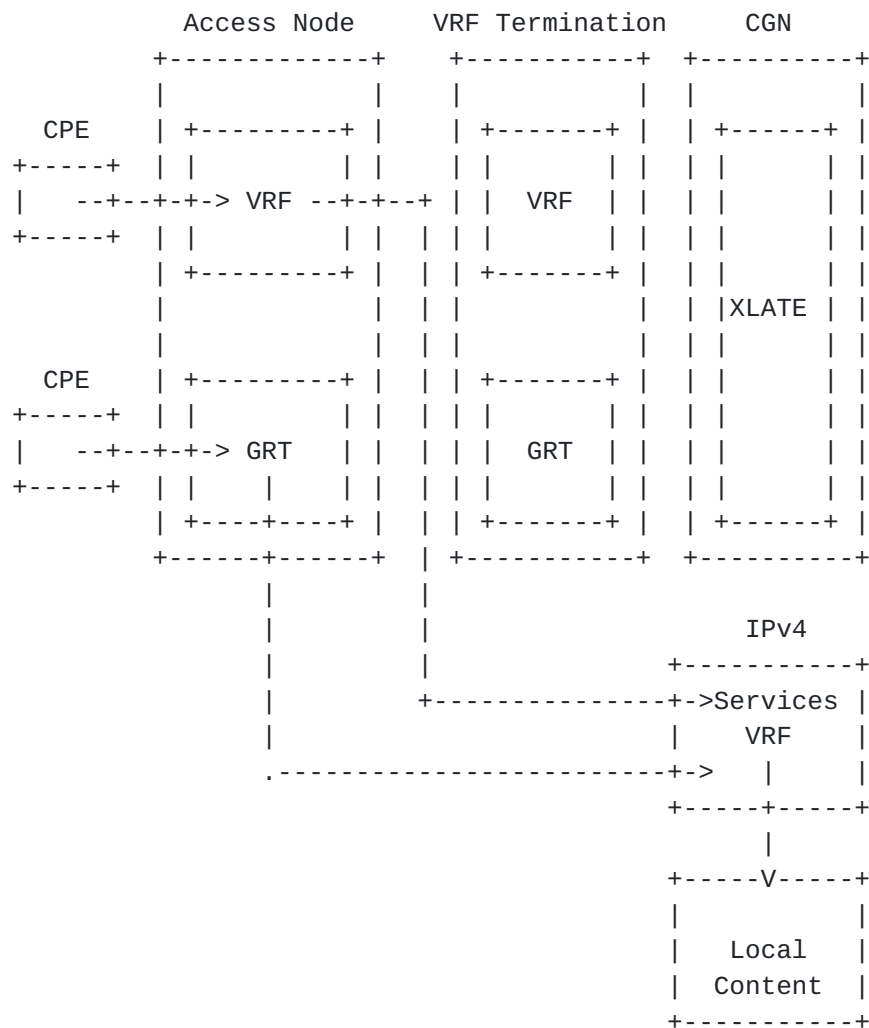 Access Node VRF Termination CGN
CPE
VRF VRF
XLATE
CPE
GRT GRT
IPv4
Services
VRF
V
Local
Content